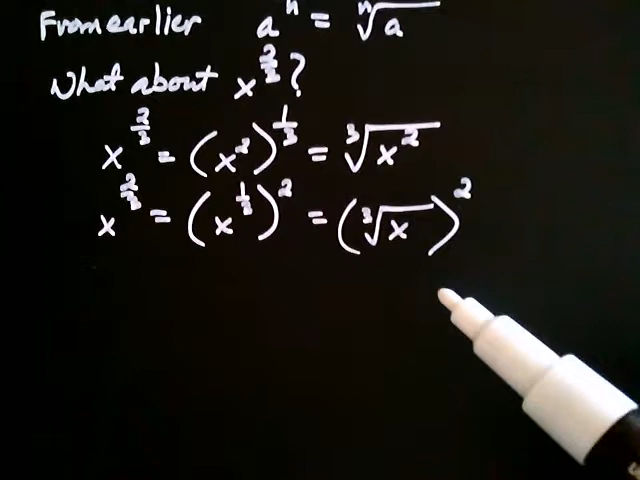 From earlier aⁿ = ⁿ√a
What about x^(2/3)?
x^(2/3) = (x²)^(1/3) = ³√x²
x^(2/3) = (x^(1/3))² = (³√x)²